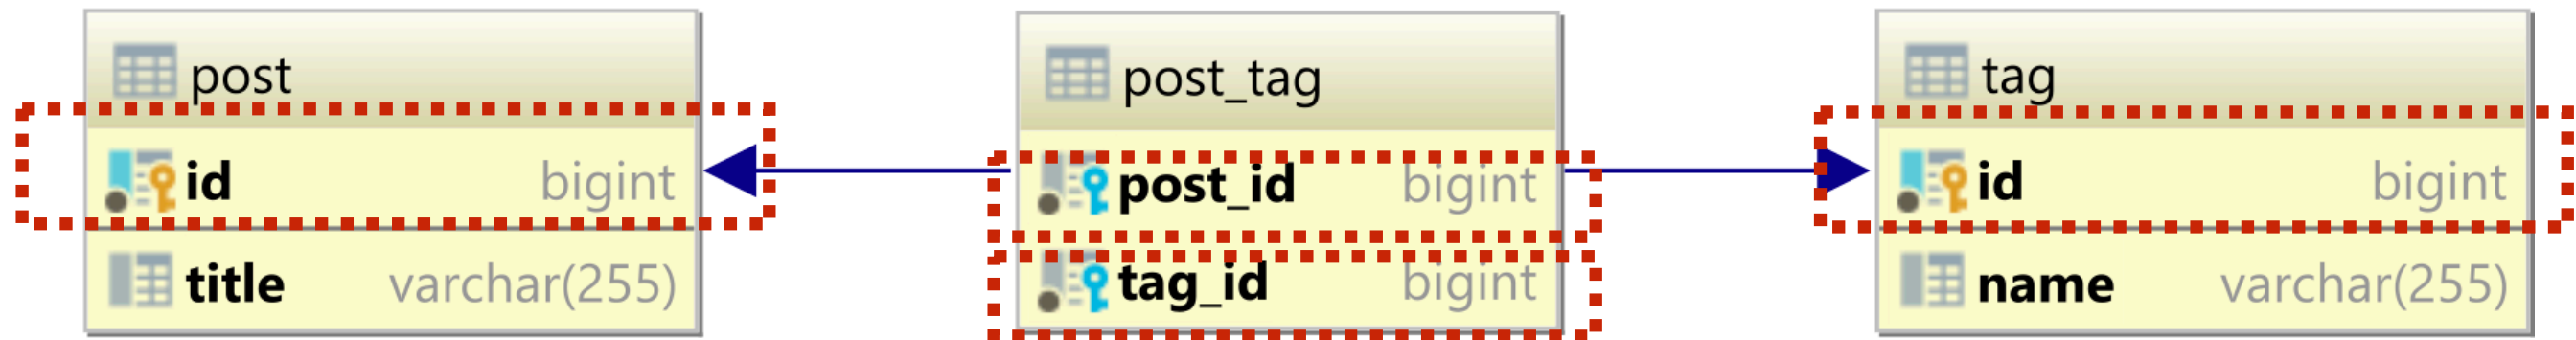 post
id bigint
title varchar(255)
post_tag
post_id bigint
tag_id bigint
tag
id bigint
name varchar(255)